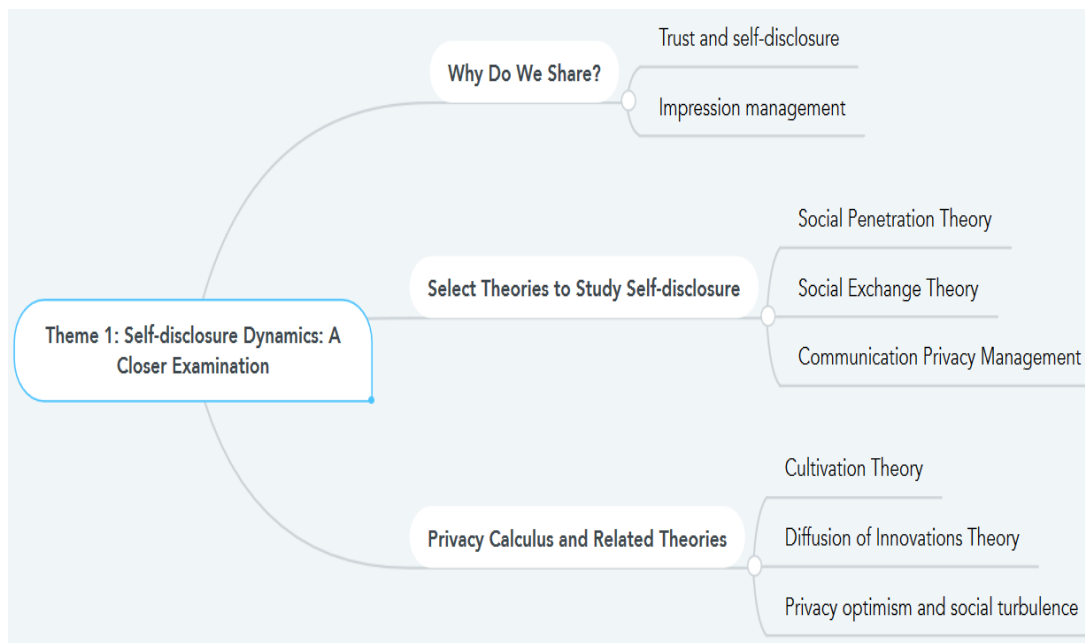 Theme 1: Self-disclosure Dynamics: A
Closer Examination
Why Do We Share?
Trust and self-disclosure
Impression management
Select Theories to Study Self-disclosure
Social Penetration Theory
Social Exchange Theory
Communication Privacy Management
Privacy Calculus and Related Theories
Cultivation Theory
Diffusion of Innovations Theory
Privacy optimism and social turbulence